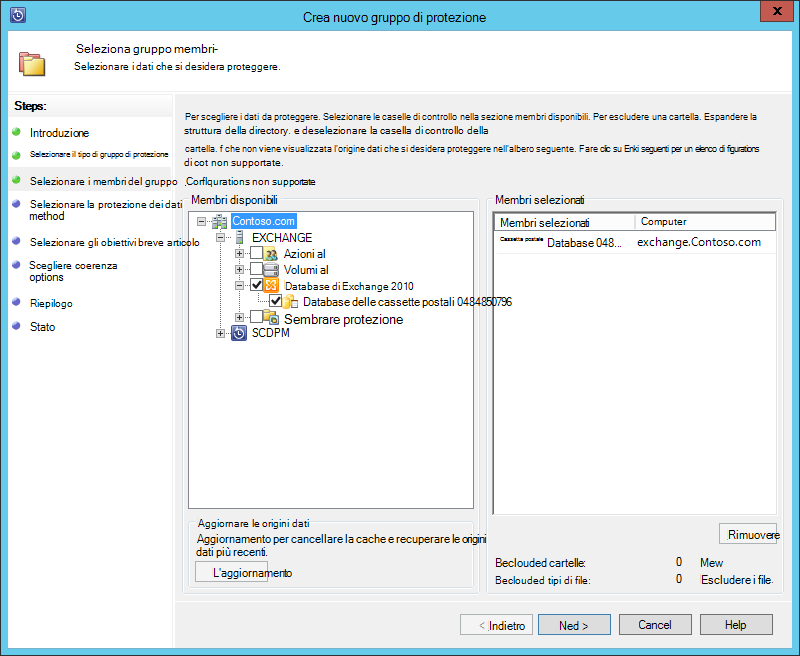 Crea nuovo gruppo di protezione
x
Seleziona gruppo membri-
Selezionare i dati che si desidera proteggere.
Steps:
Introduzione
Selezionare il tipo di gruppo di protezione
Selezionare i membri del gruppo
Selezionare la protezione dei dati
method
Selezionare gli obiettivi breve articolo
Scegliere coerenza
options
Riepilogo
Stato
Per scegliere i dati da proteggere. Selezionare le caselle di controllo nella sezione membri disponibili. Per escludere una cartella. Espandere la
struttura della directory. e deselezionare la casella di controllo della
cartella. f che non viene visualizzata l'origine dati che si desidera proteggere nell'albero seguente. Fare clic su Enki seguenti per un elenco di figurations
di cot non supportate.
Corflqurations non supportate
Membri disponibili
Contoso.com
EXCHANGE
Azioni al
Volumi al
Database di Exchange 2010
Database delle cassette postali 0484850796
Sembrare protezione
SCDPM
Aggiornare le origini dati
Aggiornamento per cancellare la cache e recuperare le origini
dati più recenti.
L'aggiornamento
Membri selezionati
Membri selezionati Computer
Cassetta postale Database 048... exchange.Contoso.com
Rimuovere
Beclouded cartelle: 0 Mew
Beclouded tipi di file: 0 Escludere i file.
< Indietro Ned > Cancel Help